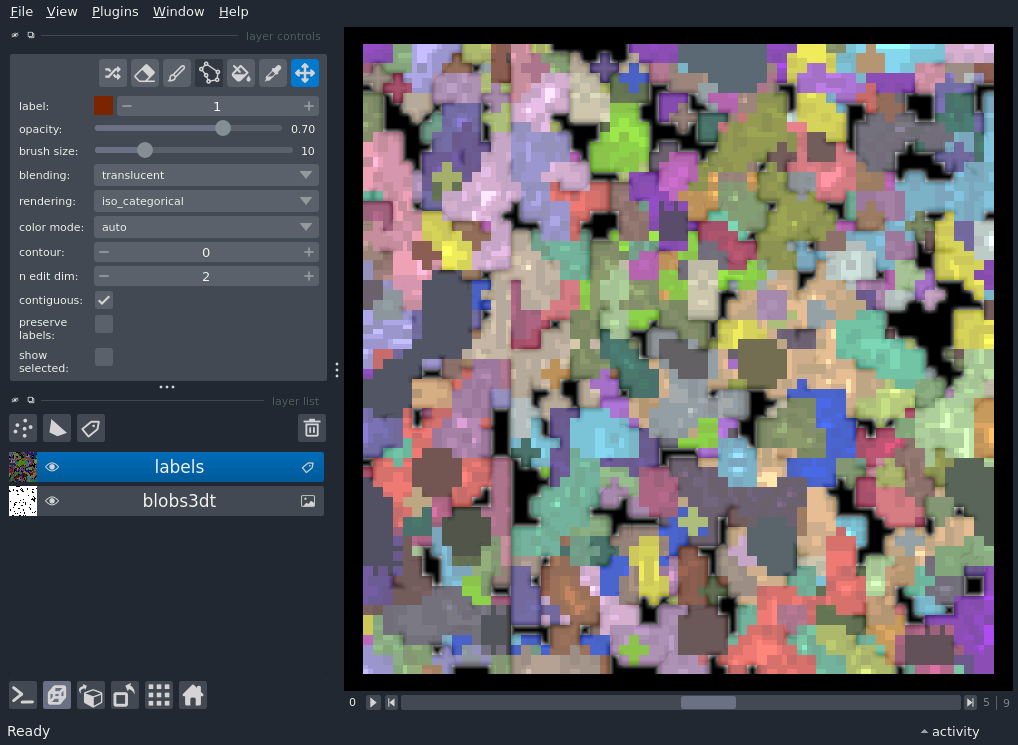 File View Plugins Window Help
layer controls
label: 1
opacity: 0.70
brush size: 10
blending: translucent
rendering: iso_categorical
color mode: auto
contour: 0
n edit dim: 2
contiguous:
preserve
labels:
show
selected:
layer list
labels
blobs3dt
0 5 | 9
Ready activity